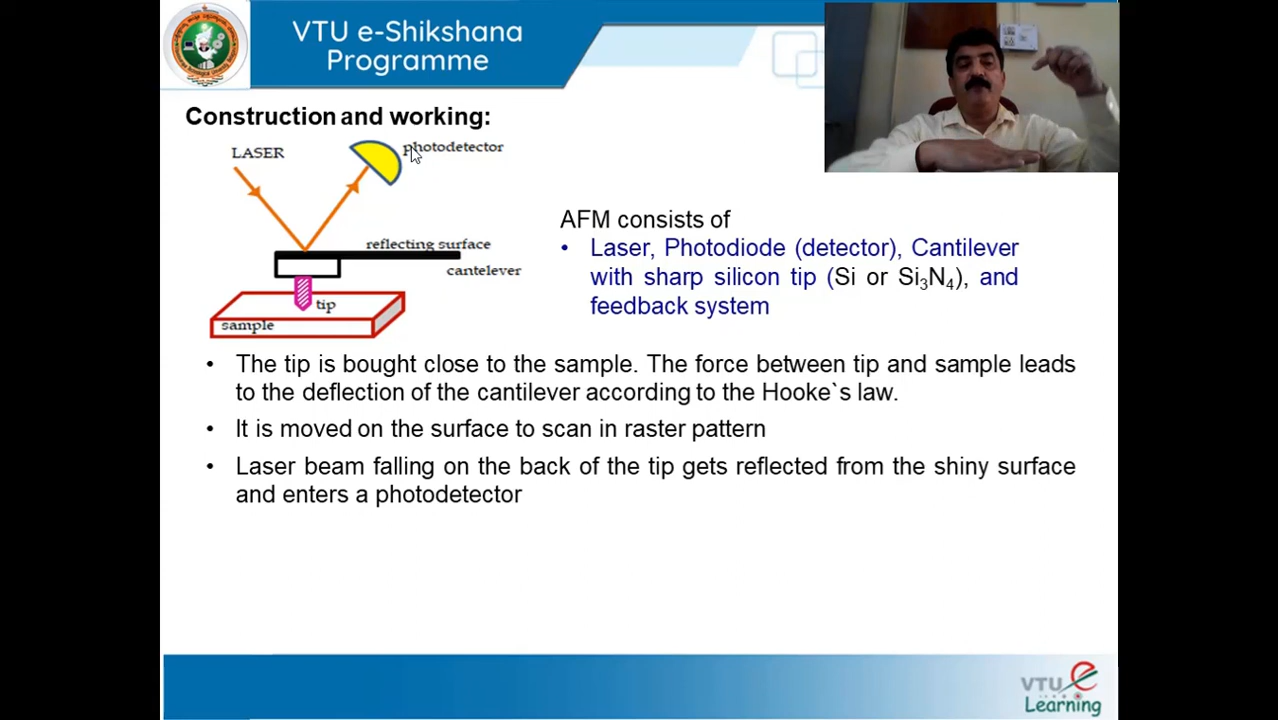 VTU e-Shikshana
Programme
Construction and working:
LASER
photodetector
reflecting surface
cantelever
tip
sample
AFM consists of
• Laser, Photodiode (detector), Cantilever
with sharp silicon tip (Si or Si₃N₄), and
feedback system
• The tip is bought close to the sample. The force between tip and sample leads
to the deflection of the cantilever according to the Hooke`s law.
• It is moved on the surface to scan in raster pattern
• Laser beam falling on the back of the tip gets reflected from the shiny surface
and enters a photodetector
VTU e
Learning